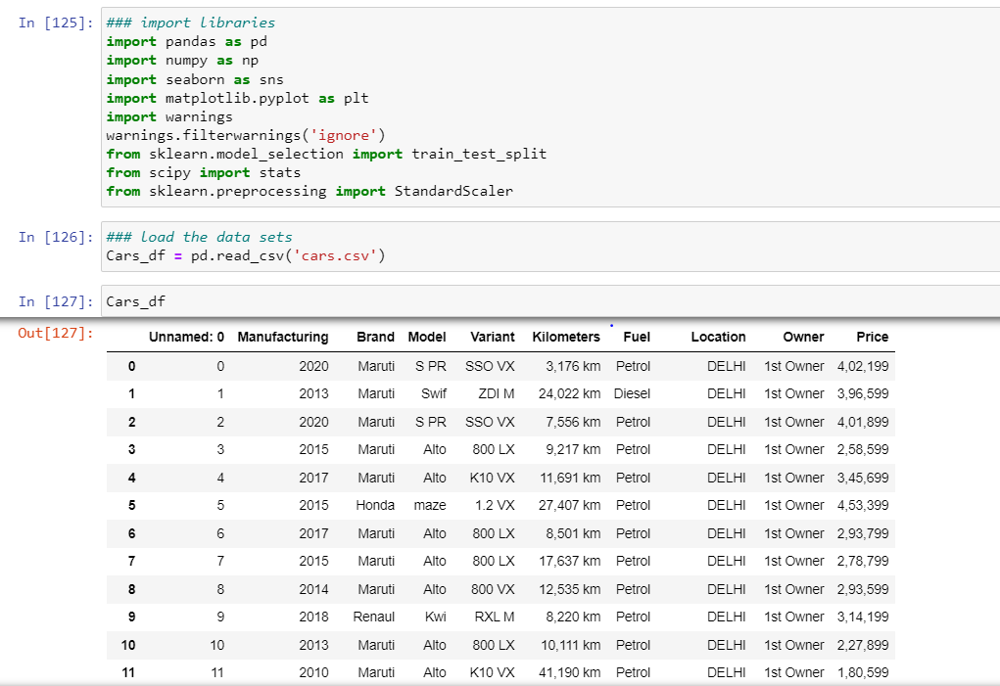 In [125]: ### import libraries
import pandas as pd
import numpy as np
import seaborn as sns
import matplotlib.pyplot as plt
import warnings
warnings.filterwarnings('ignore')
from sklearn.model_selection import train_test_split
from scipy import stats
from sklearn.preprocessing import StandardScaler
In [126]: ### load the data sets
Cars_df = pd.read_csv('cars.csv')
In [127]: Cars_df
Out[127]: Unnamed: 0 Manufacturing Brand Model Variant Kilometers Fuel Location Owner Price
0 0 2020 Maruti S PR SSO VX 3,176 km Petrol DELHI 1st Owner 4,02,199
1 1 2013 Maruti Swif ZDI M 24,022 km Diesel DELHI 1st Owner 3,96,599
2 2 2020 Maruti S PR SSO VX 7,556 km Petrol DELHI 1st Owner 4,01,899
3 3 2015 Maruti Alto 800 LX 9,217 km Petrol DELHI 1st Owner 2,58,599
4 4 2017 Maruti Alto K10 VX 11,691 km Petrol DELHI 1st Owner 3,45,699
5 5 2015 Honda maze 1.2 VX 27,407 km Petrol DELHI 1st Owner 4,53,399
6 6 2017 Maruti Alto 800 LX 8,501 km Petrol DELHI 1st Owner 2,93,799
7 7 2015 Maruti Alto 800 LX 17,637 km Petrol DELHI 1st Owner 2,78,799
8 8 2014 Maruti Alto 800 VX 12,535 km Petrol DELHI 1st Owner 2,93,599
9 9 2018 Renaul Kwi RXL M 8,220 km Petrol DELHI 1st Owner 3,14,199
10 10 2013 Maruti Alto 800 LX 10,111 km Petrol DELHI 1st Owner 2,27,899
11 11 2010 Maruti Alto K10 VX 41,190 km Petrol DELHI 1st Owner 1,80,599